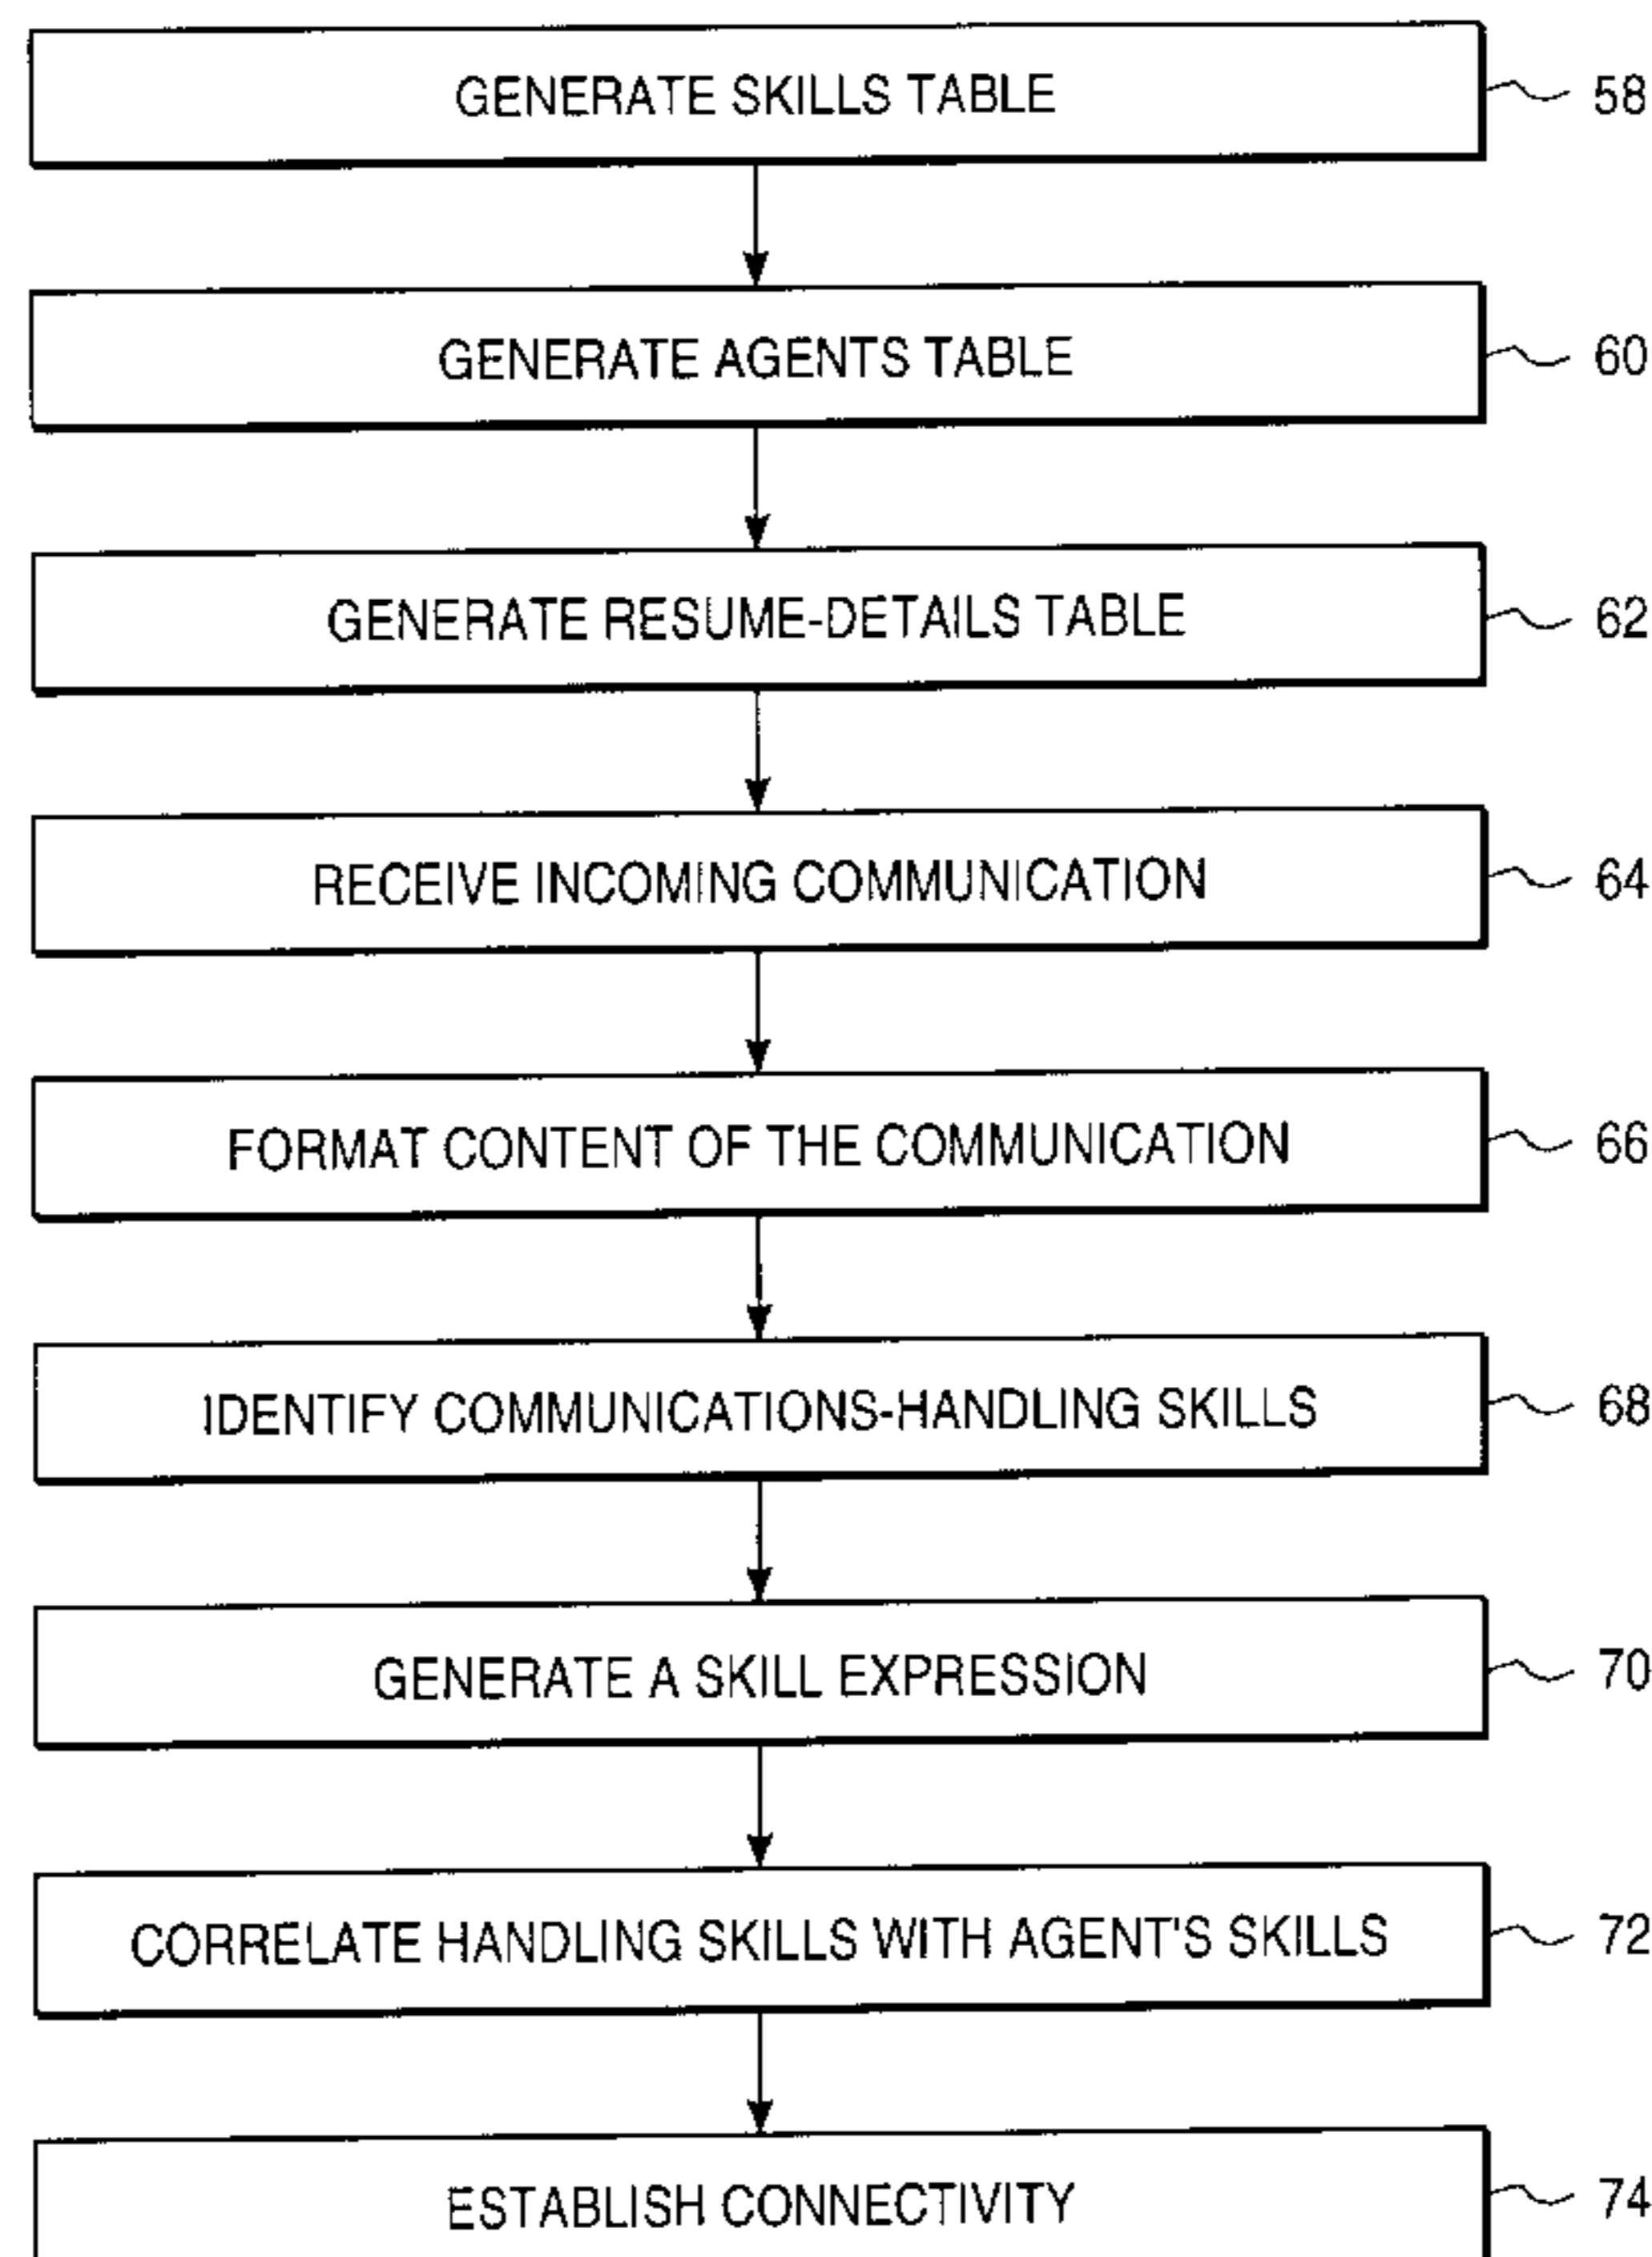 GENERATE SKILLS TABLE 58
GENERATE AGENTS TABLE 60
GENERATE RESUME-DETAILS TABLE 62
RECEIVE INCOMING COMMUNICATION 64
FORMAT CONTENT OF THE COMMUNICATION 66
IDENTIFY COMMUNICATIONS-HANDLING SKILLS 68
GENERATE A SKILL EXPRESSION 70
CORRELATE HANDLING SKILLS WITH AGENT'S SKILLS 72
ESTABLISH CONNECTIVITY 74